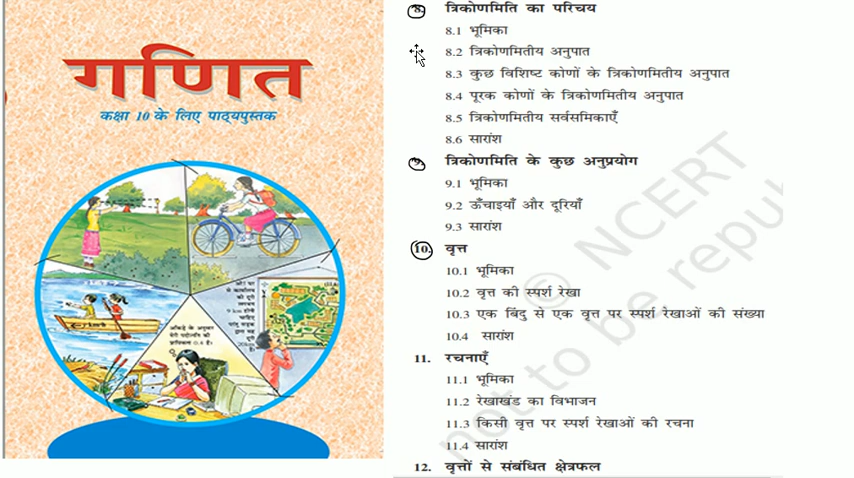 गणित
कक्षा 10 के लिए पाठ्यपुस्तक
8. त्रिकोणमिति का परिचय
8.1 भूमिका
8.2 त्रिकोणमितीय अनुपात
8.3 कुछ विशिष्ट कोणों के त्रिकोणमितीय अनुपात
8.4 पूरक कोणों के त्रिकोणमितीय अनुपात
8.5 त्रिकोणमितीय सर्वसमिकाएँ
8.6 सारांश
9. त्रिकोणमिति के कुछ अनुप्रयोग
9.1 भूमिका
9.2 ऊँचाइयाँ और दूरियाँ
9.3 सारांश
10. वृत्त
10.1 भूमिका
10.2 वृत्त की स्पर्श रेखा
10.3 एक बिंदु से एक वृत्त पर स्पर्श रेखाओं की संख्या
10.4 सारांश
11. रचनाएँ
11.1 भूमिका
11.2 रेखाखंड का विभाजन
11.3 किसी वृत्त पर स्पर्श रेखाओं की रचना
11.4 सारांश
12. वृत्तों से संबंधित क्षेत्रफल
© NCERT
not to be repu